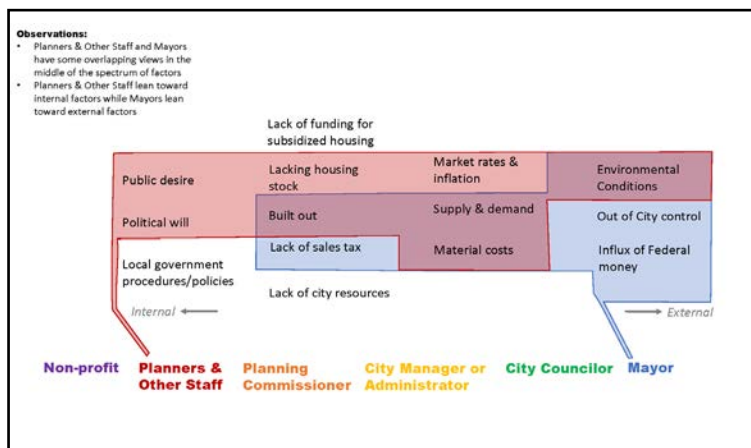 Observations:
• Planners & Other Staff and Mayors
have some overlapping views in the
middle of the spectrum of factors
• Planners & Other Staff lean toward
internal factors while Mayors lean
toward external factors
Lack of funding for
subsidized housing
Public desire
Lacking housing
stock
Market rates &
inflation
Environmental
Conditions
Political will
Built out
Supply & demand
Out of City control
Local government
procedures/policies
Lack of sales tax
Material costs
Influx of Federal
money
Lack of city resources
Internal
External
Non-profit
Planners &
Other Staff
Planning
Commissioner
City Manager or
Administrator
City Councilor
Mayor